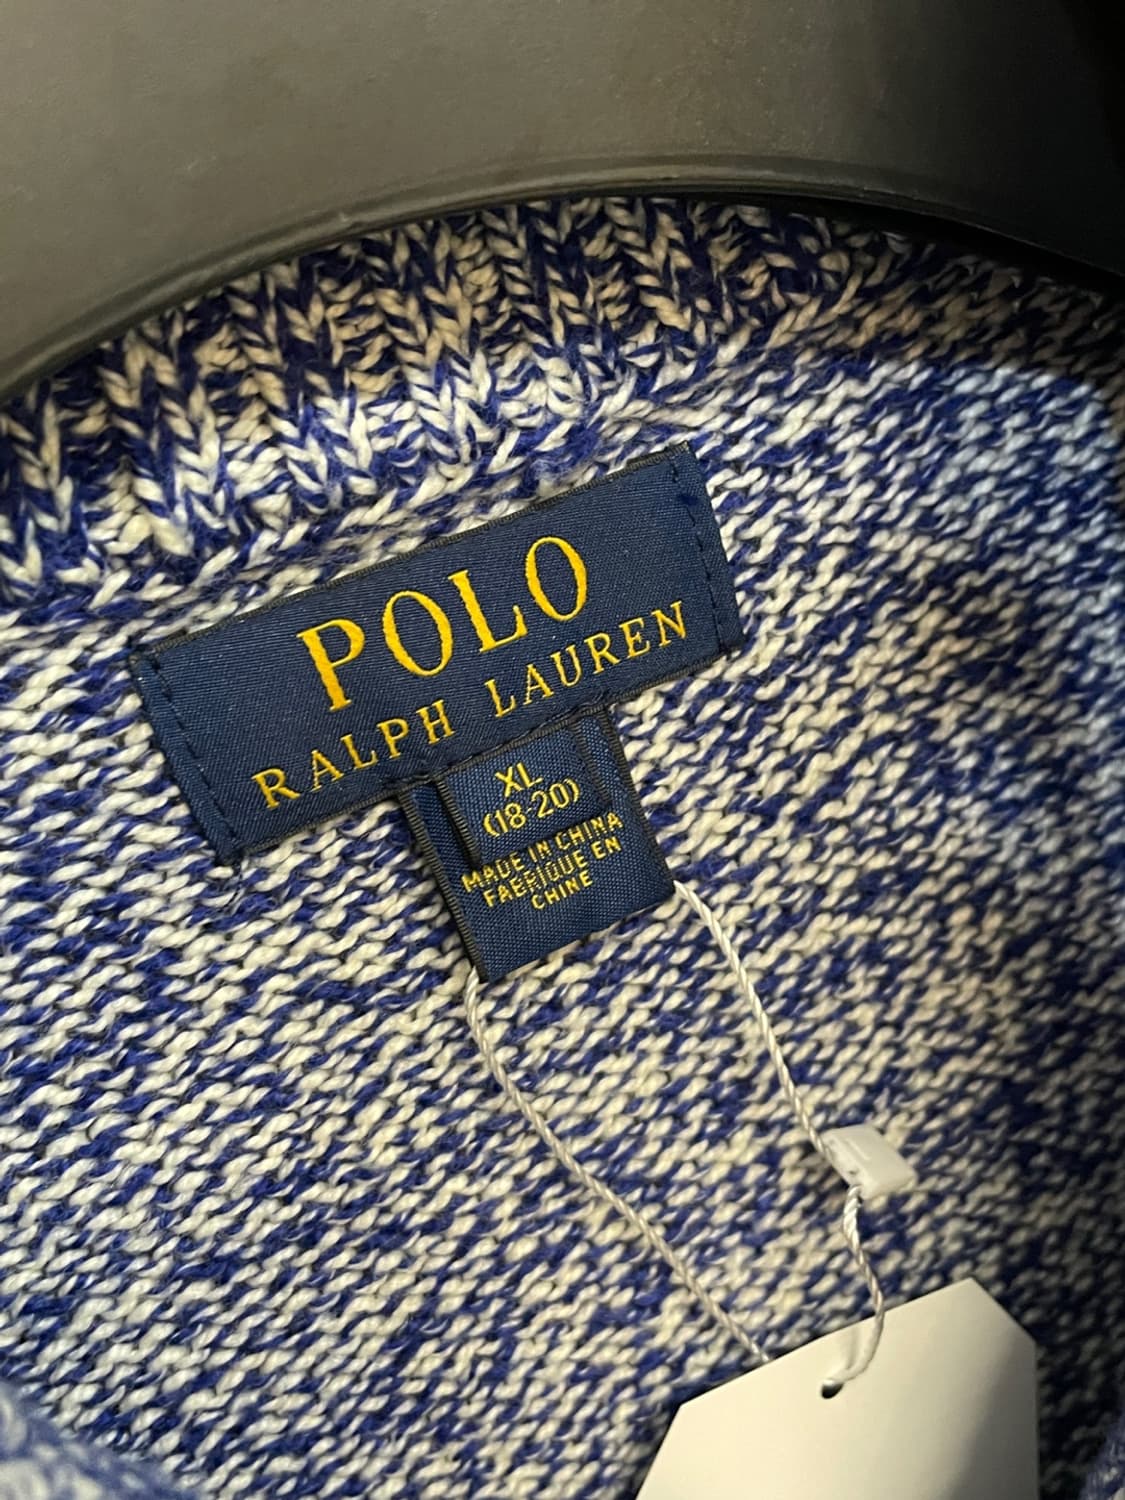 POLO
RALPH LAUREN
XL
(18-20)
MADE IN CHINA
FABRIQUE EN
CHINE